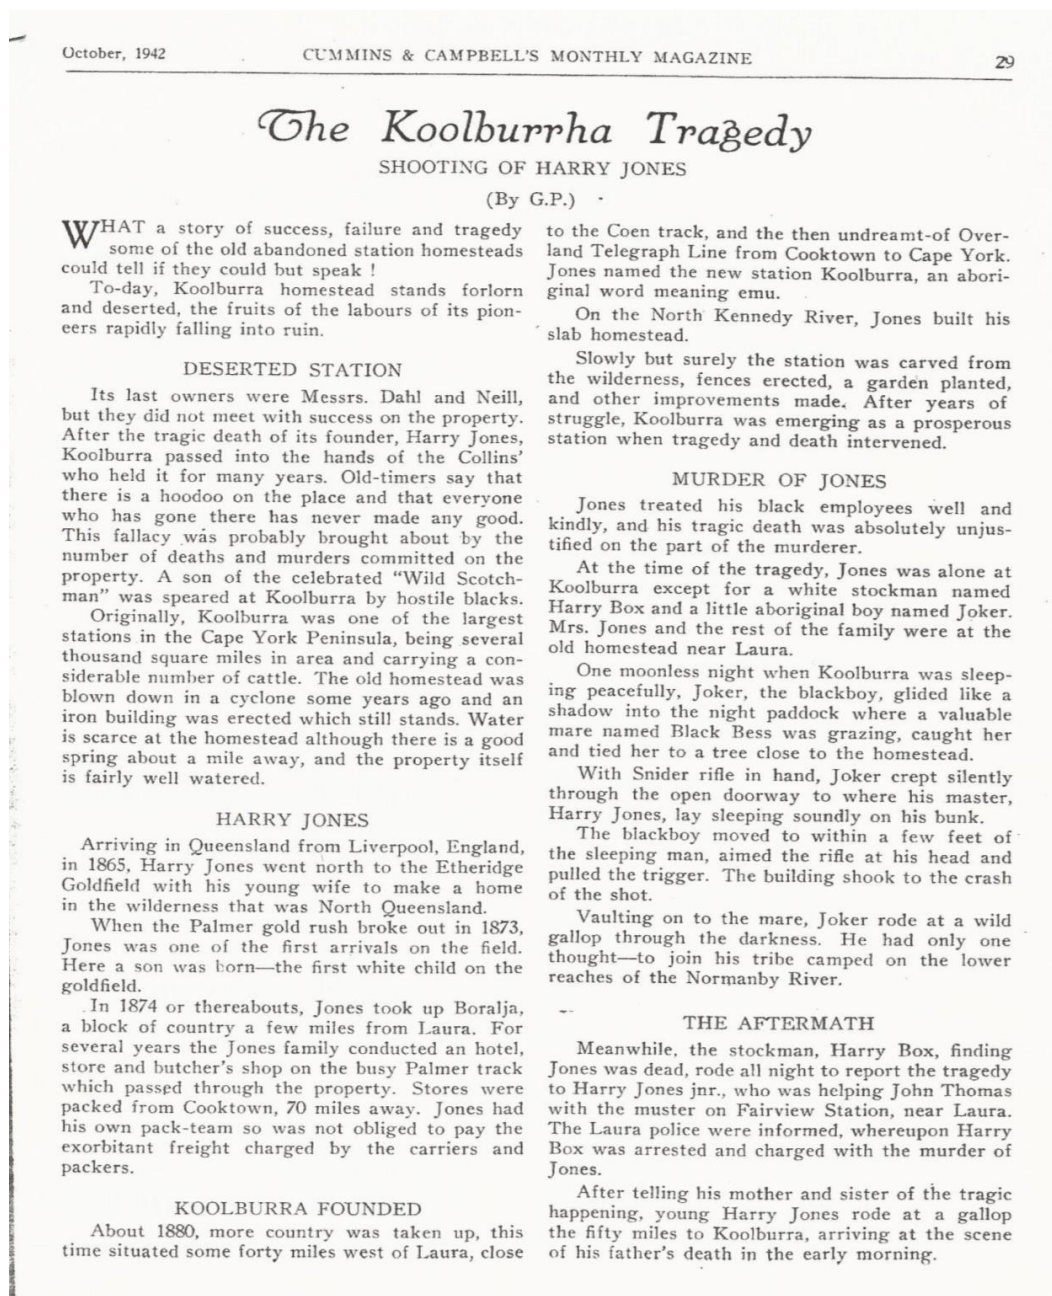 October, 1942
CUMMINS & CAMPBELL'S MONTHLY MAGAZINE
29
The Koolburrha Tragedy
SHOOTING OF HARRY JONES
(By G.P.)
WHAT a story of success, failure and tragedy
some of the old abandoned station homesteads
could tell if they could but speak !
To-day, Koolburra homestead stands forlorn
and deserted, the fruits of the labours of its pion-
eers rapidly falling into ruin.
DESERTED STATION
Its last owners were Messrs. Dahl and Neill,
but they did not meet with success on the property.
After the tragic death of its founder, Harry Jones,
Koolburra passed into the hands of the Collins'
who held it for many years. Old-timers say that
there is a hoodoo on the place and that everyone
who has gone there has never made any good.
This fallacy was probably brought about by the
number of deaths and murders committed on the
property. A son of the celebrated "Wild Scotch-
man" was speared at Koolburra by hostile blacks.
Originally, Koolburra was one of the largest
stations in the Cape York Peninsula, being several
thousand square miles in area and carrying a con-
siderable number of cattle. The old homestead was
blown down in a cyclone some years ago and an
iron building was erected which still stands. Water
is scarce at the homestead although there is a good
spring about a mile away, and the property itself
is fairly well watered.
HARRY JONES
Arriving in Queensland from Liverpool, England,
in 1865, Harry Jones went north to the Etheridge
Goldfield with his young wife to make a home
in the wilderness that was North Queensland.
When the Palmer gold rush broke out in 1873,
Jones was one of the first arrivals on the field.
Here a son was born—the first white child on the
goldfield.
In 1874 or thereabouts, Jones took up Boralja,
a block of country a few miles from Laura. For
several years the Jones family conducted an hotel,
store and butcher's shop on the busy Palmer track
which passed through the property. Stores were
packed from Cooktown, 70 miles away. Jones had
his own pack-team so was not obliged to pay the
exorbitant freight charged by the carriers and
packers.
KOOLBURRA FOUNDED
About 1880, more country was taken up, this
time situated some forty miles west of Laura, close
to the Coen track, and the then undreamt-of Over-
land Telegraph Line from Cooktown to Cape York.
Jones named the new station Koolburra, an abori-
ginal word meaning emu.
On the North Kennedy River, Jones built his
slab homestead.
Slowly but surely the station was carved from
the wilderness, fences erected, a garden planted,
and other improvements made. After years of
struggle, Koolburra was emerging as a prosperous
station when tragedy and death intervened.
MURDER OF JONES
Jones treated his black employees well and
kindly, and his tragic death was absolutely unjus-
tified on the part of the murderer.
At the time of the tragedy, Jones was alone at
Koolburra except for a white stockman named
Harry Box and a little aboriginal boy named Joker.
Mrs. Jones and the rest of the family were at the
old homestead near Laura.
One moonless night when Koolburra was sleep-
ing peacefully, Joker, the blackboy, glided like a
shadow into the night paddock where a valuable
mare named Black Bess was grazing, caught her
and tied her to a tree close to the homestead.
With Snider rifle in hand, Joker crept silently
through the open doorway to where his master,
Harry Jones, lay sleeping soundly on his bunk.
The blackboy moved to within a few feet of
the sleeping man, aimed the rifle at his head and
pulled the trigger. The building shook to the crash
of the shot.
Vaulting on to the mare, Joker rode at a wild
gallop through the darkness. He had only one
thought—to join his tribe camped on the lower
reaches of the Normanby River.
THE AFTERMATH
Meanwhile, the stockman, Harry Box, finding
Jones was dead, rode all night to report the tragedy
to Harry Jones jnr., who was helping John Thomas
with the muster on Fairview Station, near Laura.
The Laura police were informed, whereupon Harry
Box was arrested and charged with the murder of
Jones.
After telling his mother and sister of the tragic
happening, young Harry Jones rode at a gallop
the fifty miles to Koolburra, arriving at the scene
of his father's death in the early morning.